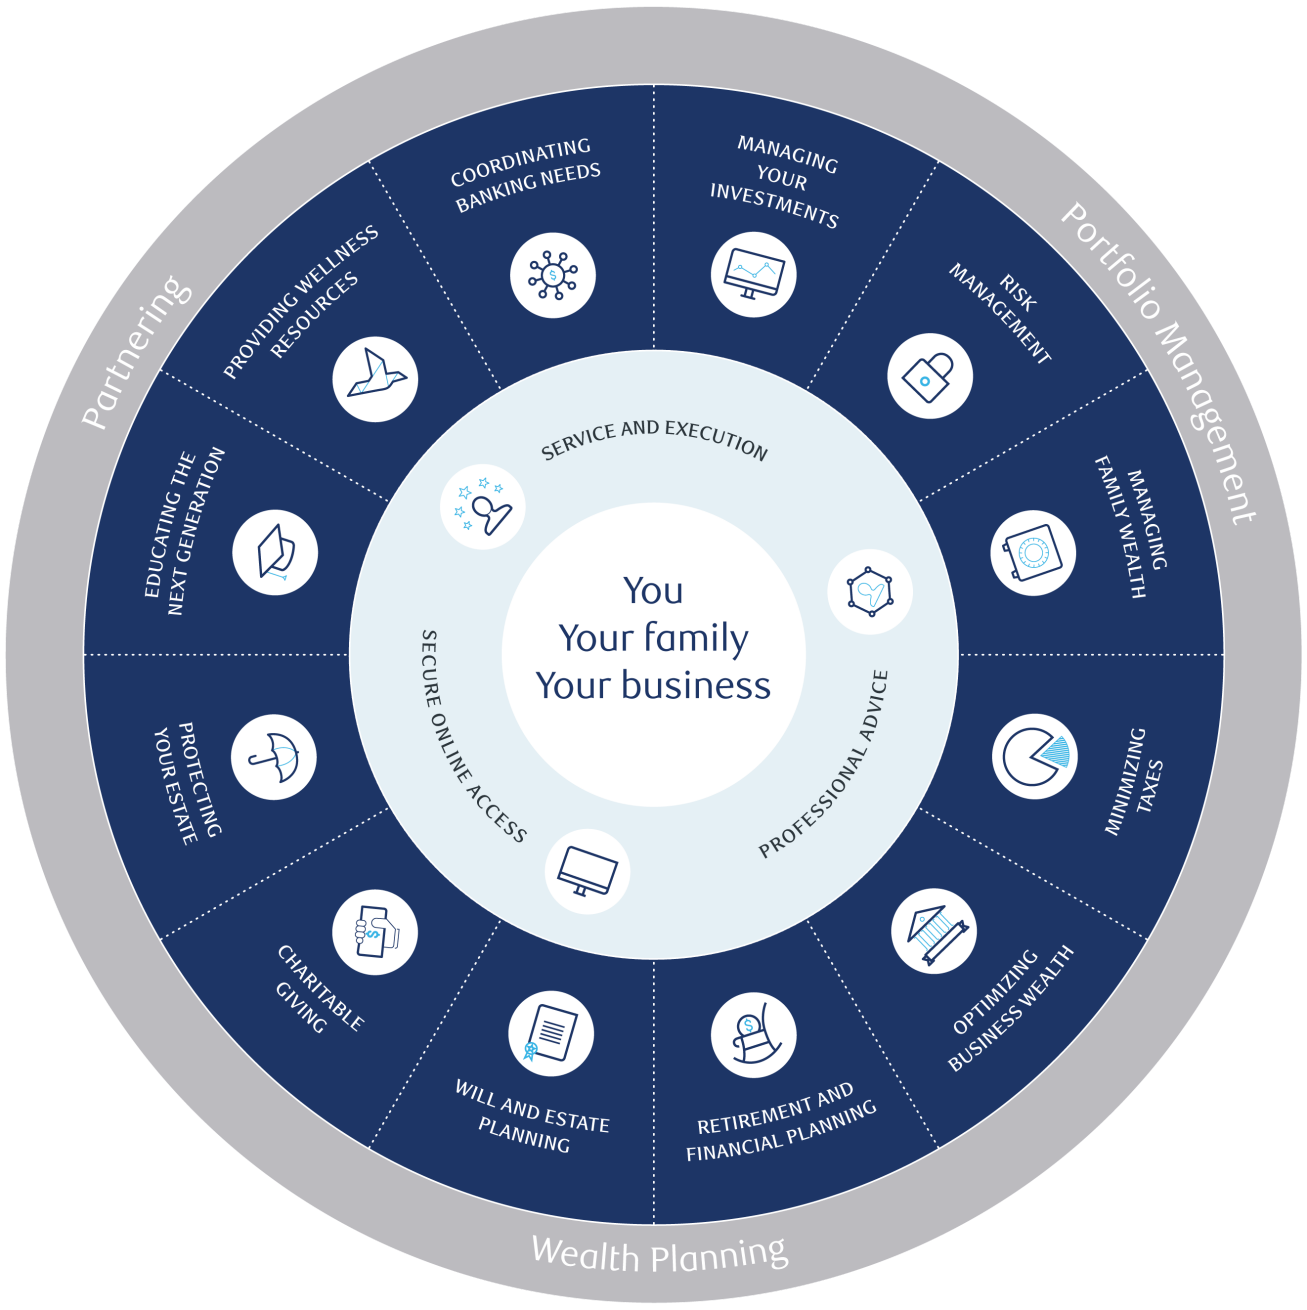 Partnering
Portfolio Management
Wealth Planning
COORDINATING
BANKING NEEDS
MANAGING
YOUR
INVESTMENTS
RISK
MANAGEMENT
MANAGING
FAMILY WEALTH
MINIMIZING
TAXES
OPTIMIZING
BUSINESS WEALTH
RETIREMENT AND
FINANCIAL PLANNING
WILL AND ESTATE
PLANNING
CHARITABLE
GIVING
PROTECTING
YOUR ESTATE
EDUCATING THE
NEXT GENERATION
PROVIDING WELLNESS
RESOURCES
SERVICE AND EXECUTION
PROFESSIONAL ADVICE
SECURE ONLINE ACCESS
You
Your family
Your business
$
$
$